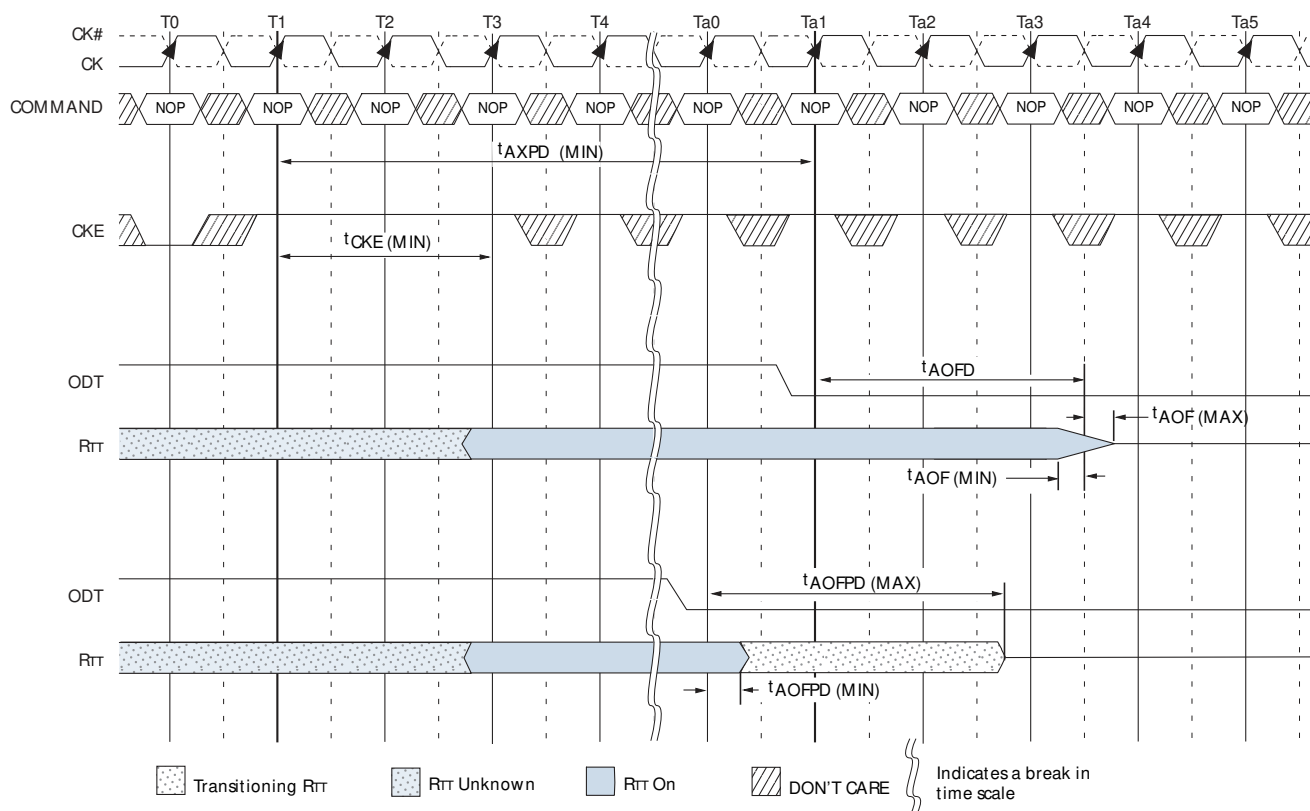 T0 T1 T2 T3 T4 Ta0 Ta1 Ta2 Ta3 Ta4 Ta5
CK#
CK
COMMAND NOP NOP NOP NOP NOP NOP NOP NOP NOP NOP NOP
tAXPD (MIN)
CKE
tCKE (MIN)
ODT
tAOFD
tAOF (MAX)
RTT
tAOF (MIN)
tAOFPD (MAX)
ODT
RTT
tAOFPD (MIN)
Transitioning RTT RTT Unknown RTT On DON'T CARE Indicates a break in
time scale